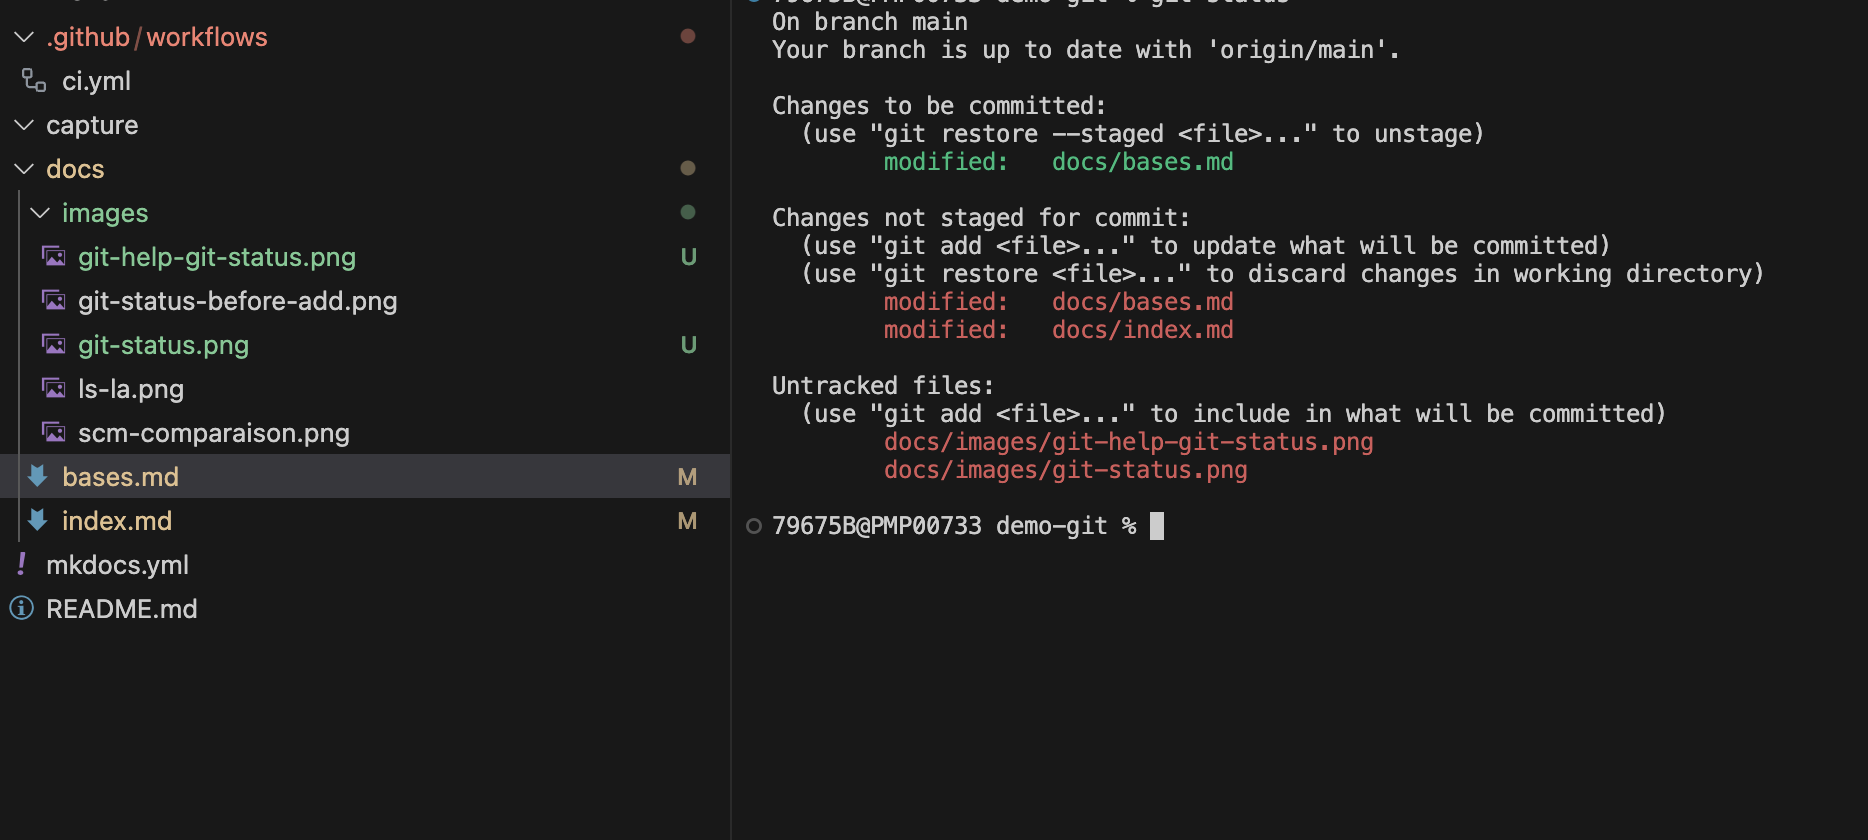 .github/workflows
ci.yml
capture
docs
images
git-help-git-status.png U
git-status-before-add.png
git-status.png U
ls-la.png
scm-comparaison.png
bases.md M
index.md M
mkdocs.yml
README.md
79675B@PMP00733 demo-git % git status
On branch main
Your branch is up to date with 'origin/main'.
Changes to be committed:
(use "git restore --staged <file>..." to unstage)
modified: docs/bases.md
Changes not staged for commit:
(use "git add <file>..." to update what will be committed)
(use "git restore <file>..." to discard changes in working directory)
modified: docs/bases.md
modified: docs/index.md
Untracked files:
(use "git add <file>..." to include in what will be committed)
docs/images/git-help-git-status.png
docs/images/git-status.png
79675B@PMP00733 demo-git %